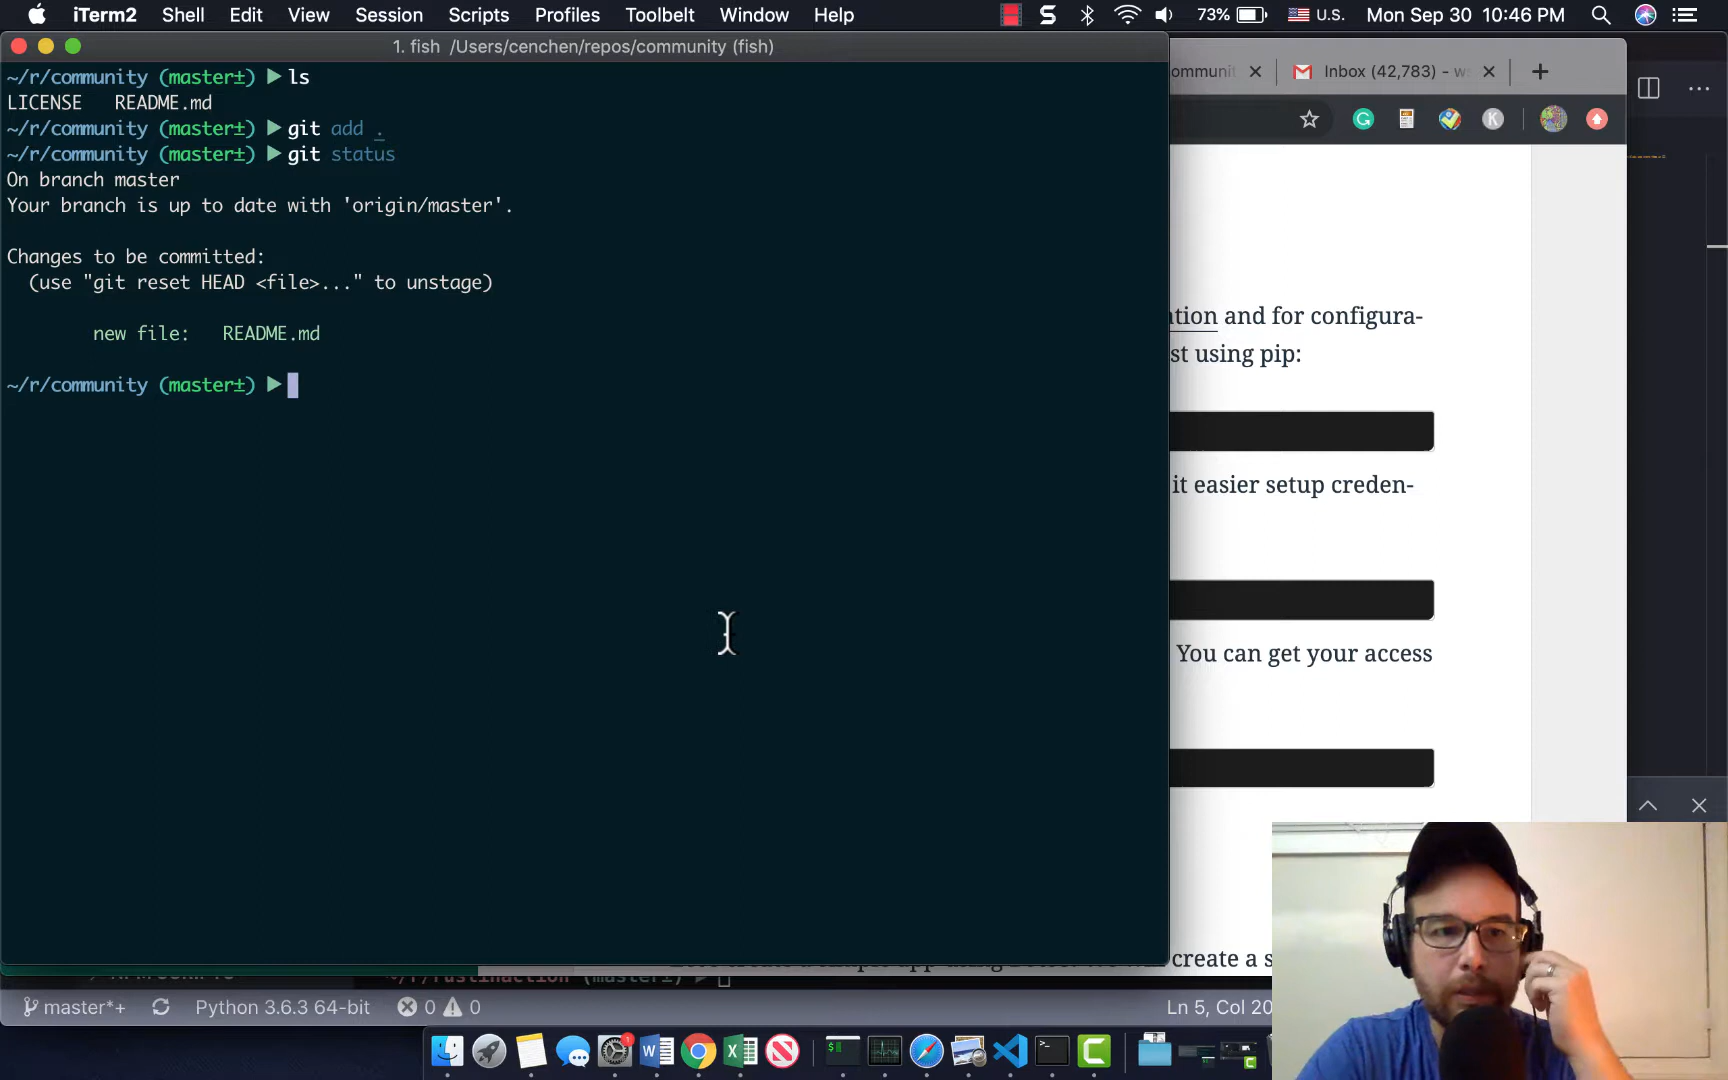 iTerm2 Shell Edit View Session Scripts Profiles Toolbelt Window Help
S 73% U.S. Mon Sep 30 10:46 PM
1. fish /Users/cenchen/repos/community (fish)
~/r/community (master±) ls
LICENSE README.md
~/r/community (master±) git add .
~/r/community (master±) git status
On branch master
Your branch is up to date with 'origin/master'.
Changes to be committed:
(use "git reset HEAD <file>..." to unstage)
new file: README.md
~/r/community (master±)
Inbox (42,783) - w
K
and for configura-
st using pip:
it easier setup creden-
You can get your access
create a s
master*+ Python 3.6.3 64-bit 0 0
Ln 5, Col 20